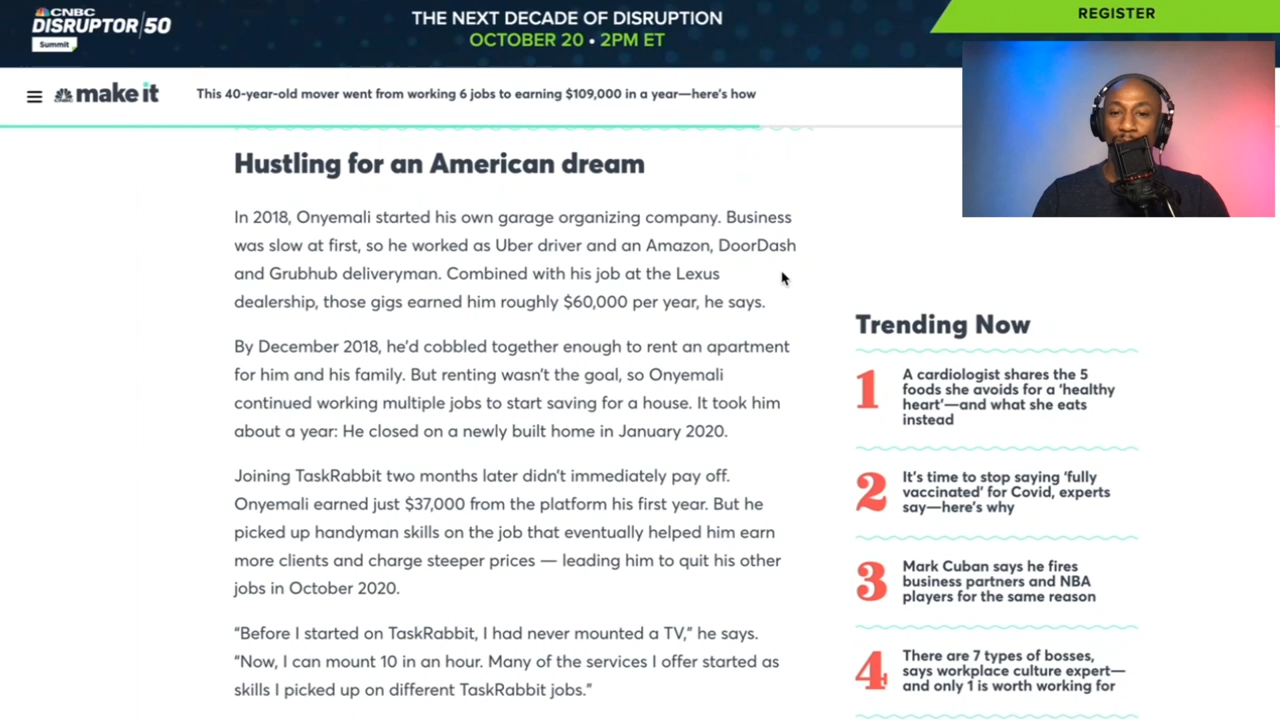 CNBC
DISRUPTOR/50
Summit
THE NEXT DECADE OF DISRUPTION
OCTOBER 20 • 2PM ET
REGISTER
make it
This 40-year-old mover went from working 6 jobs to earning $109,000 in a year—here's how
Hustling for an American dream
In 2018, Onyemali started his own garage organizing company. Business
was slow at first, so he worked as Uber driver and an Amazon, DoorDash
and Grubhub deliveryman. Combined with his job at the Lexus
dealership, those gigs earned him roughly $60,000 per year, he says.
By December 2018, he'd cobbled together enough to rent an apartment
for him and his family. But renting wasn't the goal, so Onyemali
continued working multiple jobs to start saving for a house. It took him
about a year: He closed on a newly built home in January 2020.
Joining TaskRabbit two months later didn't immediately pay off.
Onyemali earned just $37,000 from the platform his first year. But he
picked up handyman skills on the job that eventually helped him earn
more clients and charge steeper prices — leading him to quit his other
jobs in October 2020.
"Before I started on TaskRabbit, I had never mounted a TV," he says.
"Now, I can mount 10 in an hour. Many of the services I offer started as
skills I picked up on different TaskRabbit jobs."
Trending Now
1
A cardiologist shares the 5
foods she avoids for a 'healthy
heart'—and what she eats
instead
2
It's time to stop saying 'fully
vaccinated' for Covid, experts
say—here's why
3
Mark Cuban says he fires
business partners and NBA
players for the same reason
4
There are 7 types of bosses,
says workplace culture expert—
and only 1 is worth working for